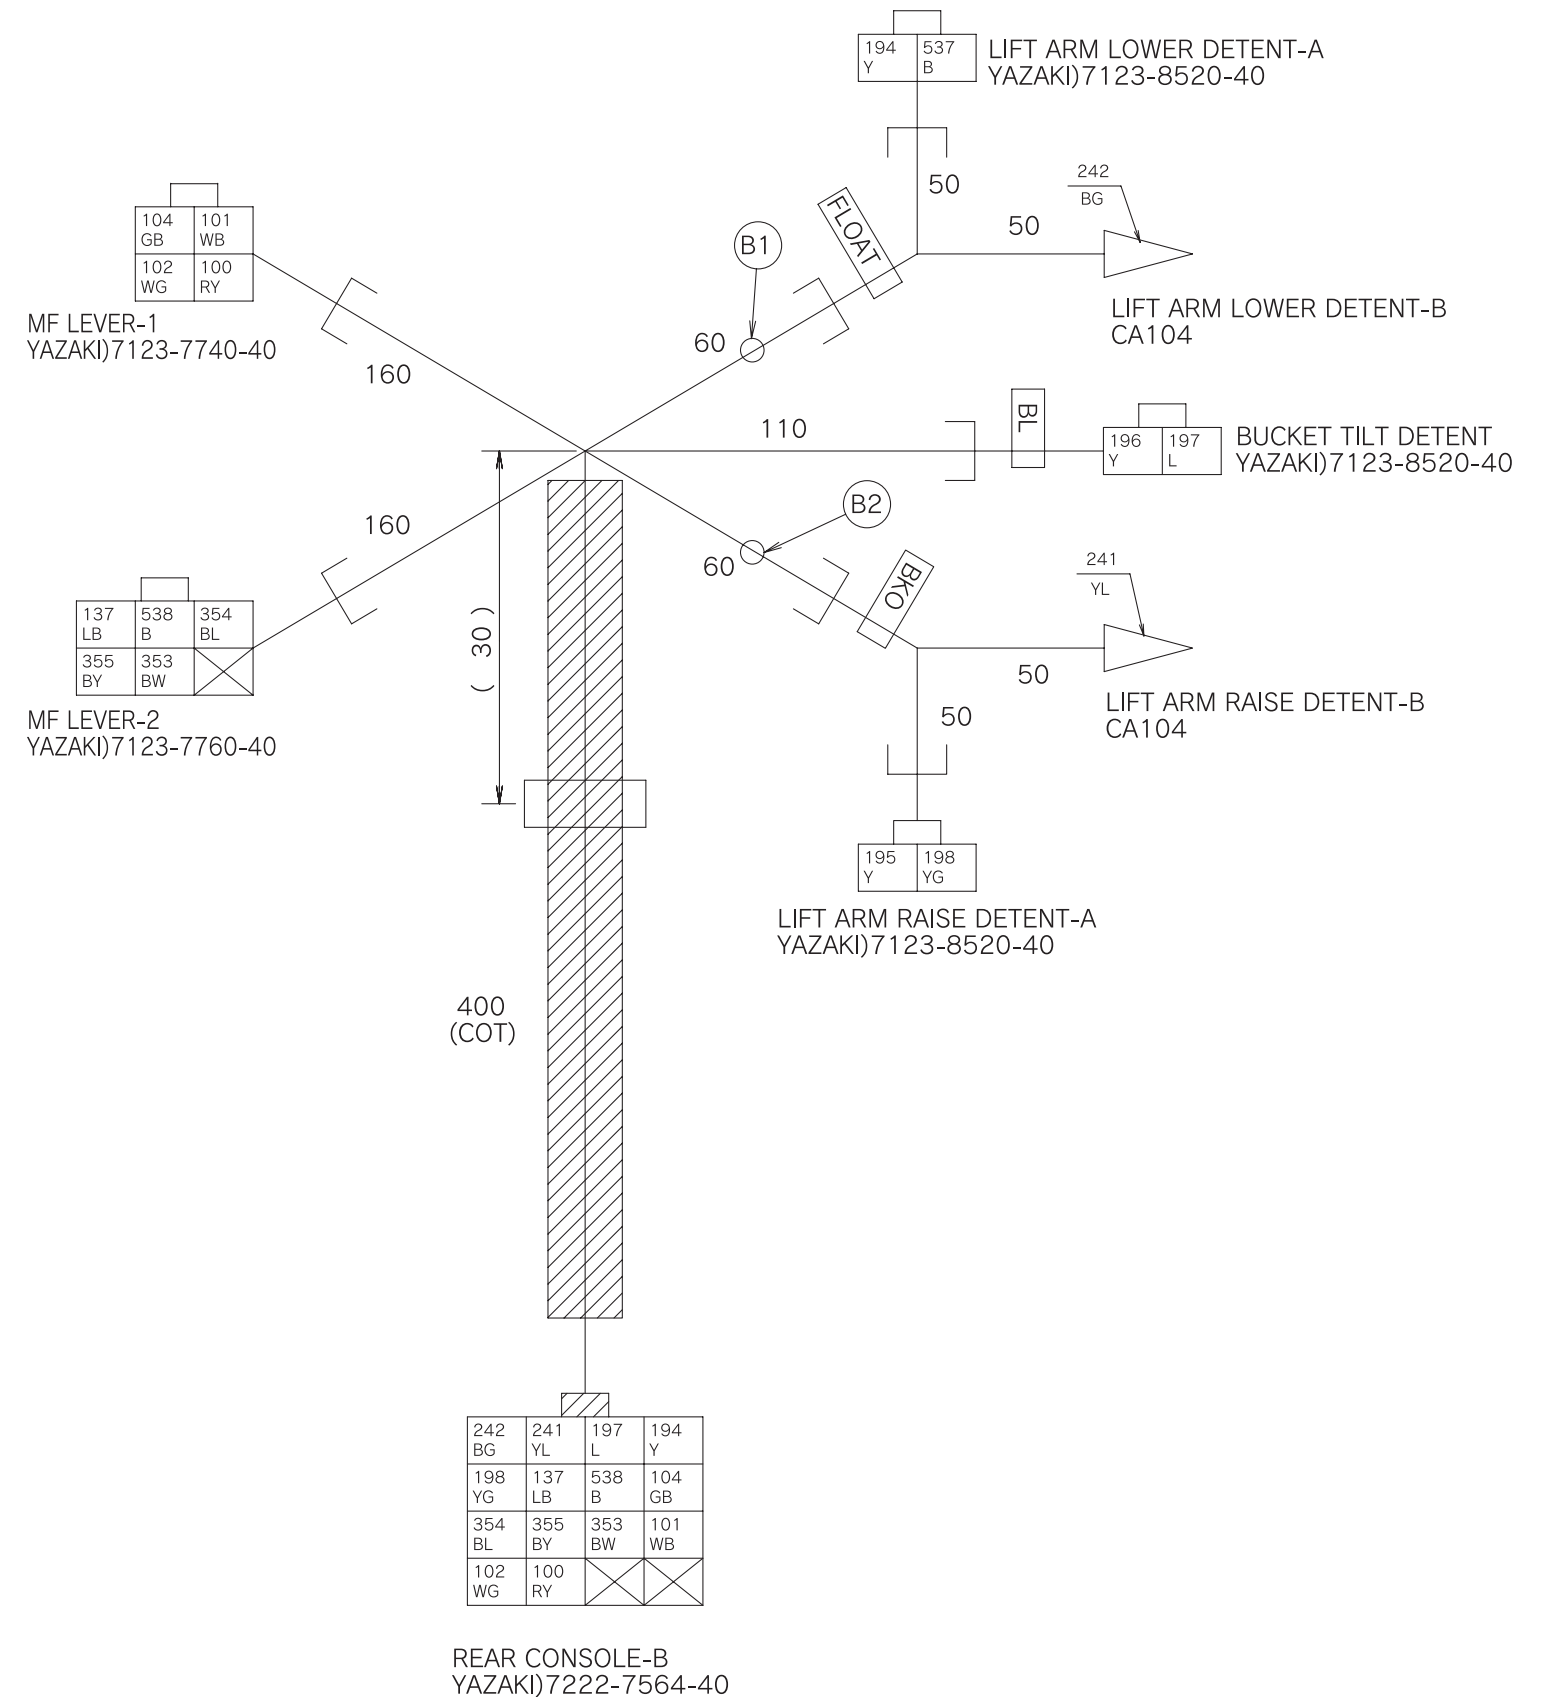 194 537
Y B
LIFT ARM LOWER DETENT-A
YAZAKI)7123-8520-40
50
242
BG
50
LIFT ARM LOWER DETENT-B
CA104
FLOAT
B1
60
104 101
GB WB
102 100
WG RY
MF LEVER-1
YAZAKI)7123-7740-40
160
110
BL
196 197
Y L
BUCKET TILT DETENT
YAZAKI)7123-8520-40
160
137 538 354
LB B BL
355 353
BY BW
MF LEVER-2
YAZAKI)7123-7760-40
( 30 )
B2
60
BKO
241
YL
50
LIFT ARM RAISE DETENT-B
CA104
50
195 198
Y YG
LIFT ARM RAISE DETENT-A
YAZAKI)7123-8520-40
400
(COT)
242 241 197 194
BG YL L Y
198 137 538 104
YG LB B GB
354 355 353 101
BL BY BW WB
102 100
WG RY
REAR CONSOLE-B
YAZAKI)7222-7564-40